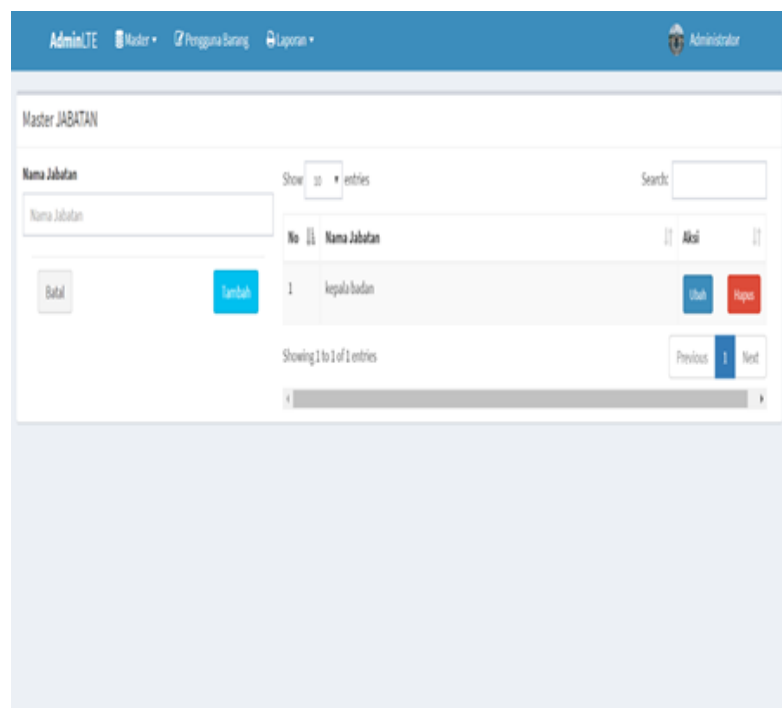 AdminLTE Master Pengguna Barang Laporan Administrator
Master JABATAN
Nama Jabatan
Nama Jabatan
Batal Tambah
Show 10 entries Search:
No Nama Jabatan Aksi
1 kepala badan Ubah Hapus
Showing 1 to 1 of 1 entries Previous 1 Next